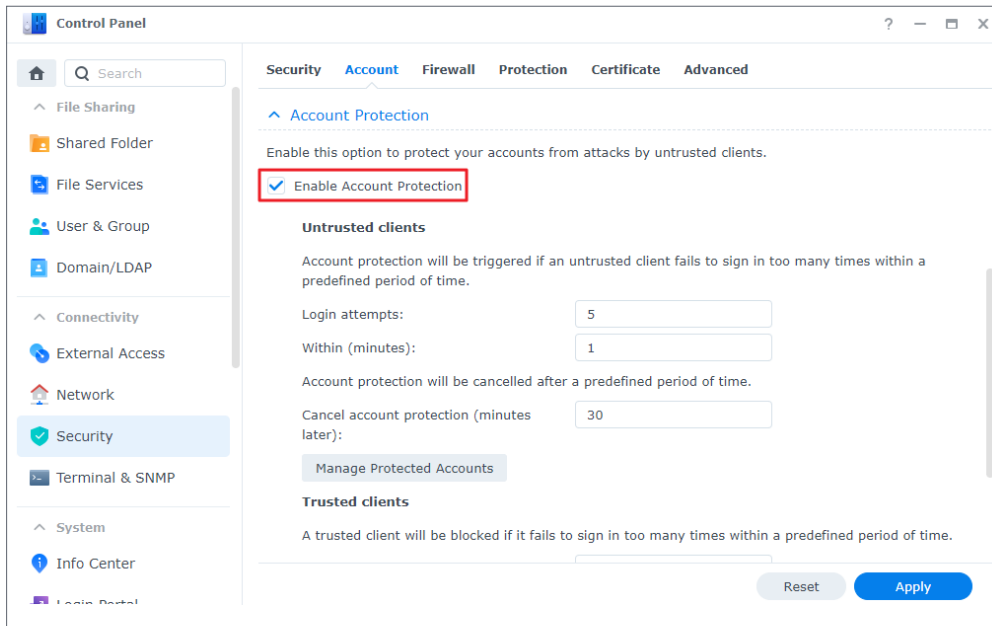 Control Panel
?
Search
File Sharing
Shared Folder
File Services
User & Group
Domain/LDAP
Connectivity
External Access
Network
Security
Terminal & SNMP
System
Info Center
Login Portal
Security Account Firewall Protection Certificate Advanced
Account Protection
Enable this option to protect your accounts from attacks by untrusted clients.
Enable Account Protection
Untrusted clients
Account protection will be triggered if an untrusted client fails to sign in too many times within a
predefined period of time.
Login attempts: 5
Within (minutes): 1
Account protection will be cancelled after a predefined period of time.
Cancel account protection (minutes 30
later):
Manage Protected Accounts
Trusted clients
A trusted client will be blocked if it fails to sign in too many times within a predefined period of time.
Reset Apply